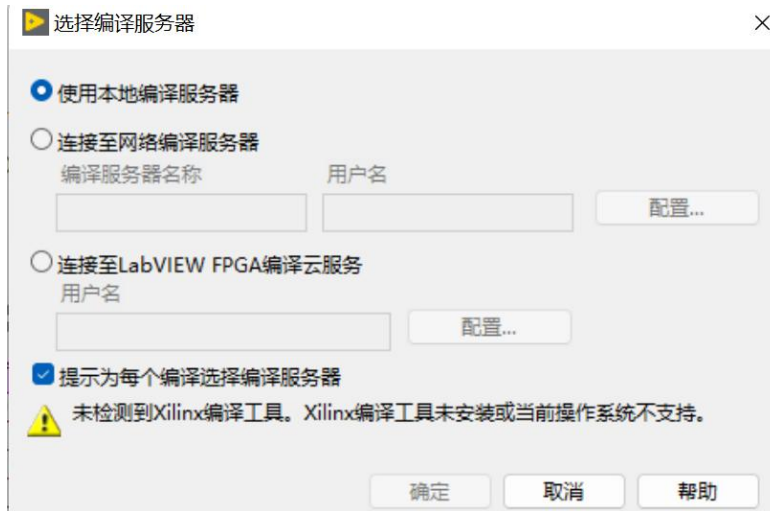 选择编译服务器
使用本地编译服务器
连接至网络编译服务器
编译服务器名称 用户名
配置...
连接至LabVIEW FPGA编译云服务
用户名
配置...
提示为每个编译选择编译服务器
未检测到Xilinx编译工具。Xilinx编译工具未安装或当前操作系统不支持。
确定 取消 帮助